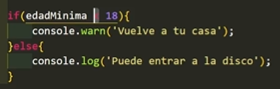 if(edadMinima 18){
console.warn('Vuelve a tu casa');
}else{
console.log('Puede entrar a la disco');
}